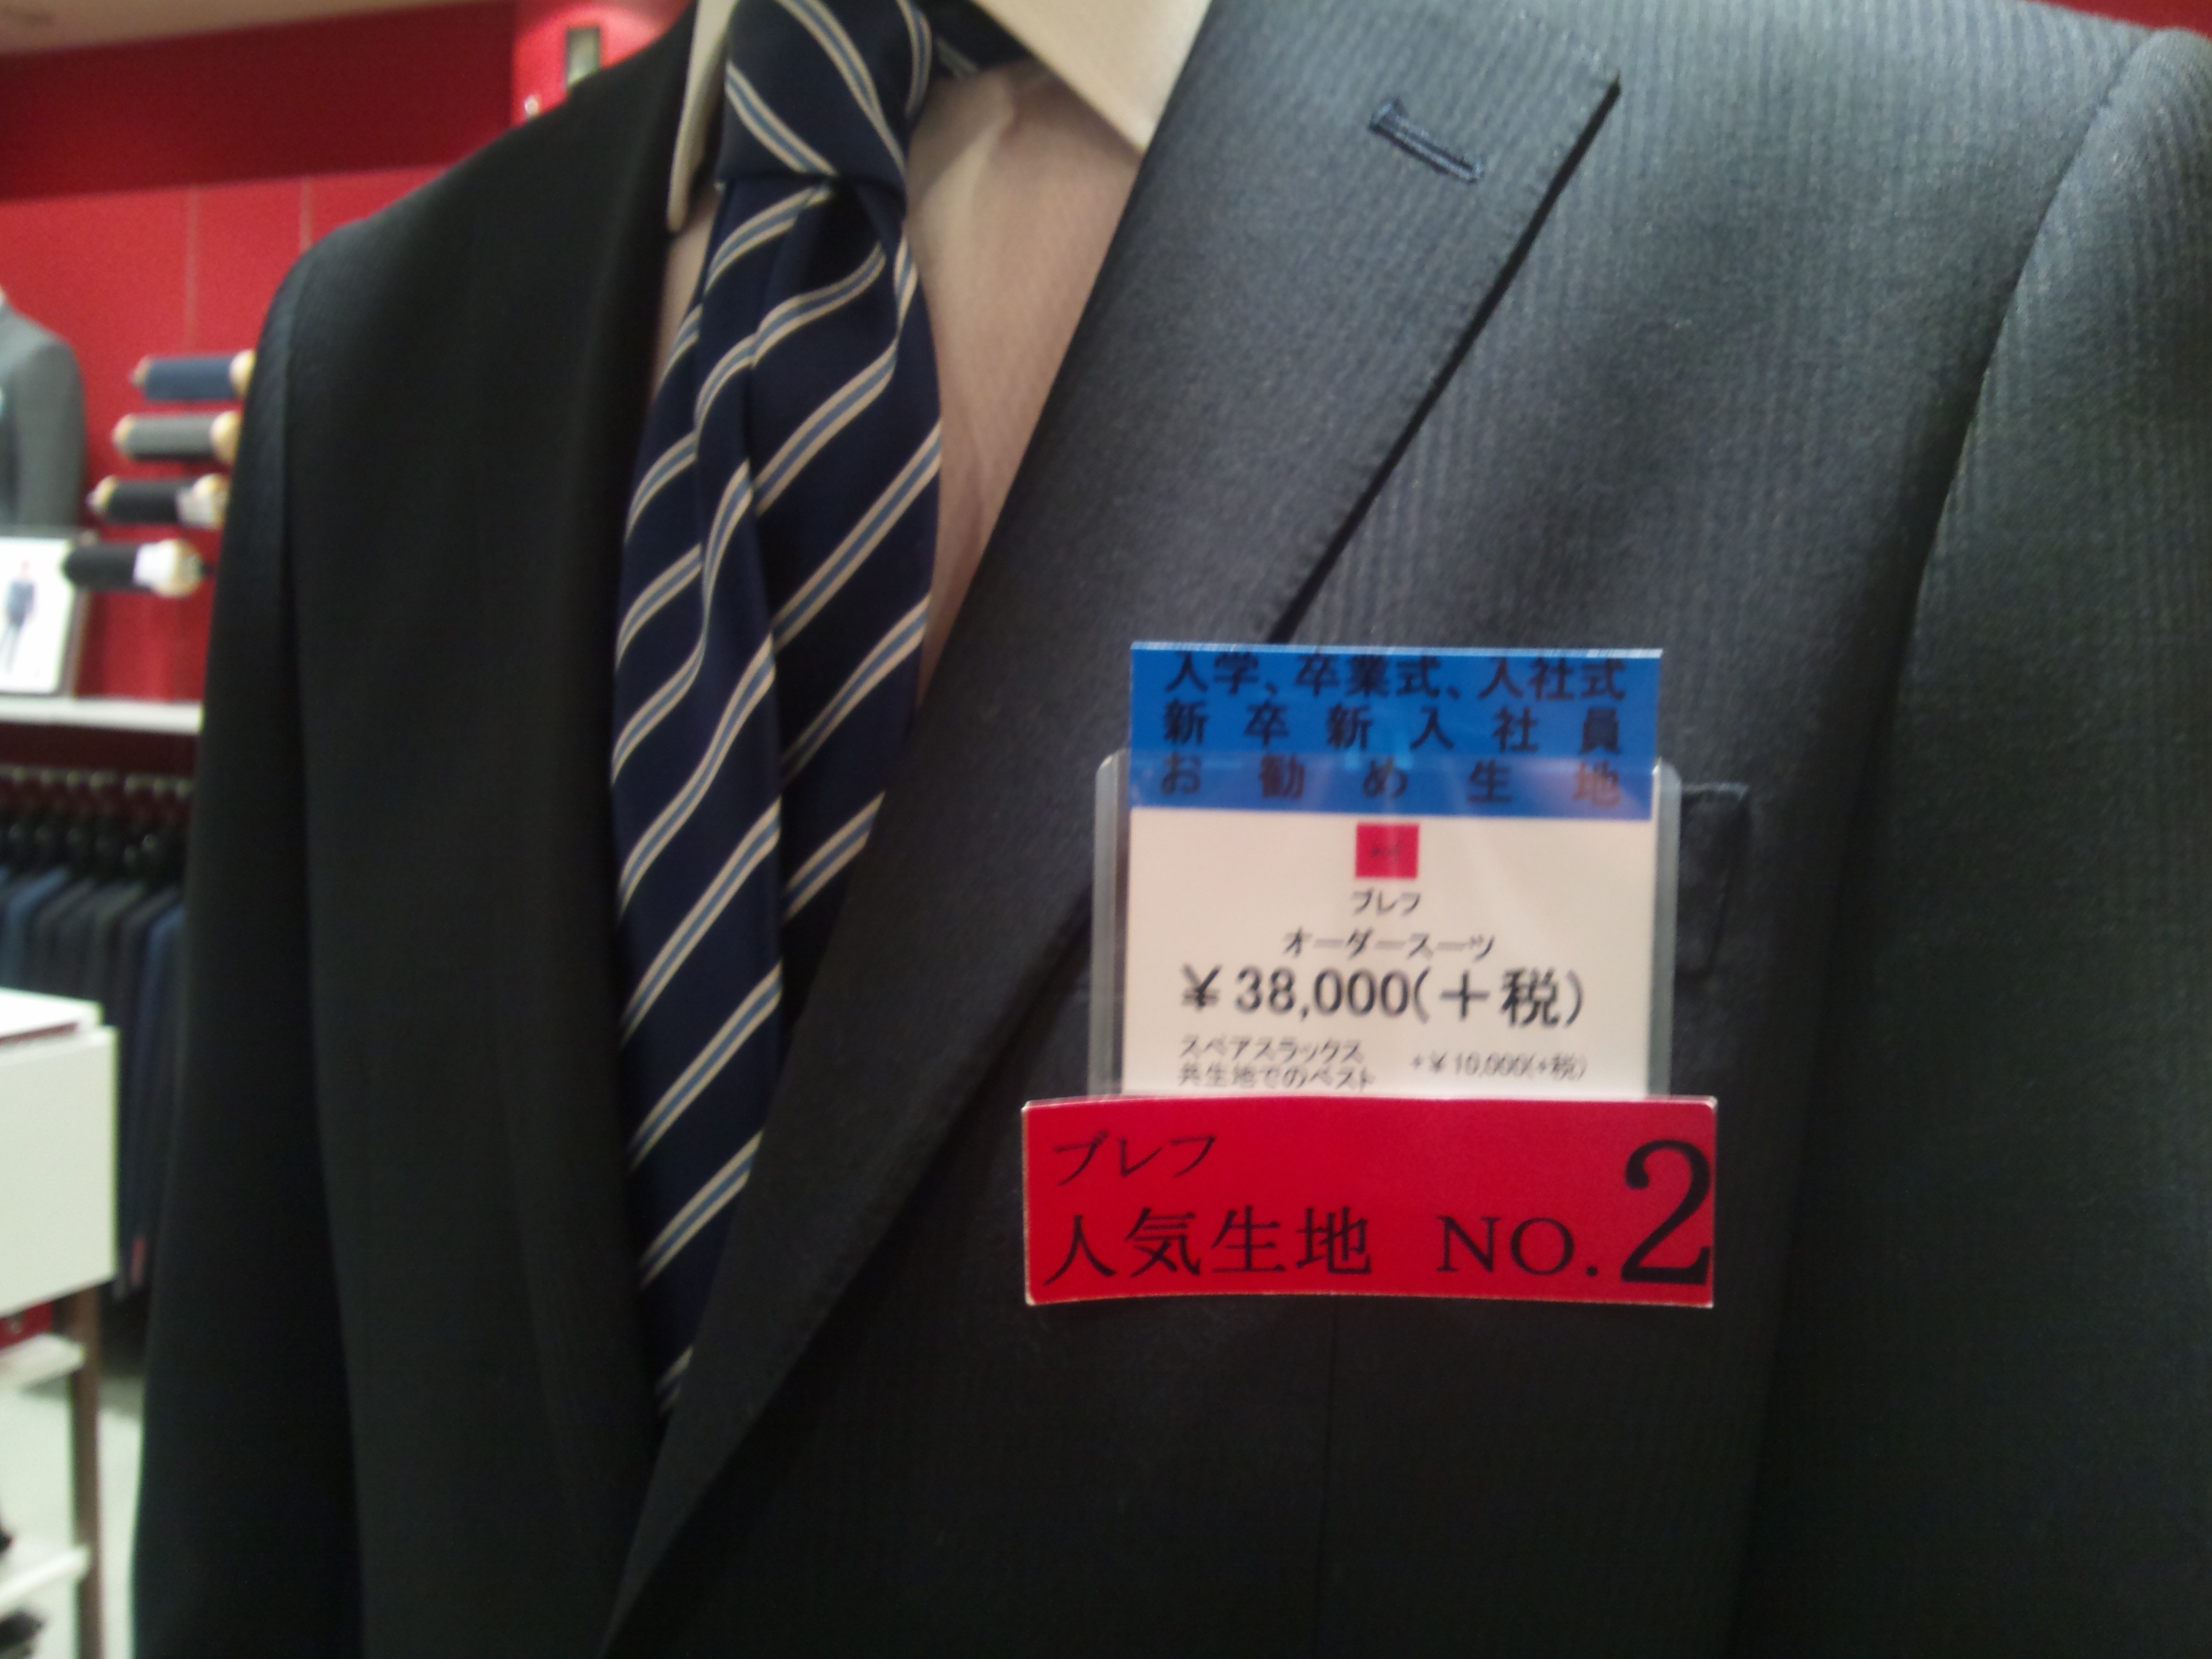 入学、卒業式、入社式
新卒新入社員
お勧め生地
ブレフ
オーダースーツ
¥38,000(+税)
スペアスラックス
共生地でのベスト +¥10,000(+税)
ブレフ
人気生地 NO.2